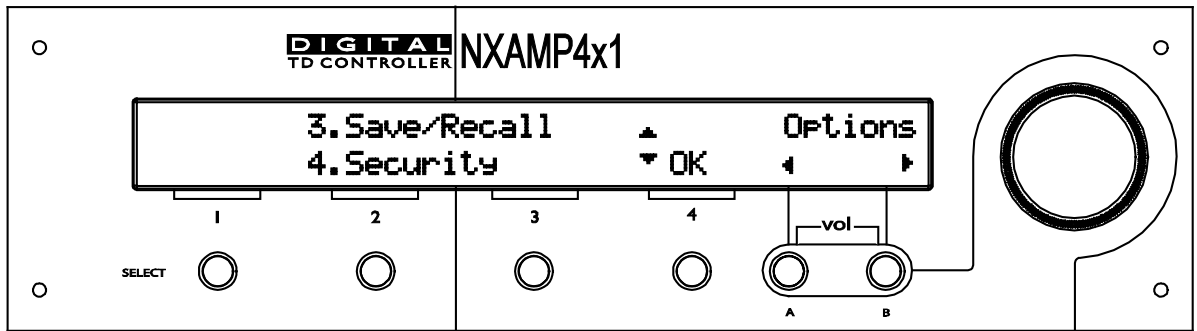 DIGITAL
TD CONTROLLER
NXAMP4x1
3.Save/Recall
Options
4.Security
OK
1
2
3
4
vol
SELECT
A
B